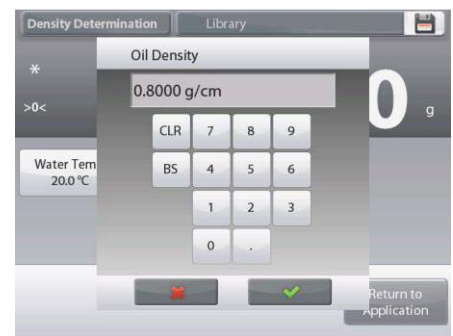 Density Determination Library
Oil Density
*
0.8000 g/cm
>0<
0 g
CLR 7 8 9
Water Tem
20.0 °C
BS 4 5 6
1 2 3
0 .
Return to
Application